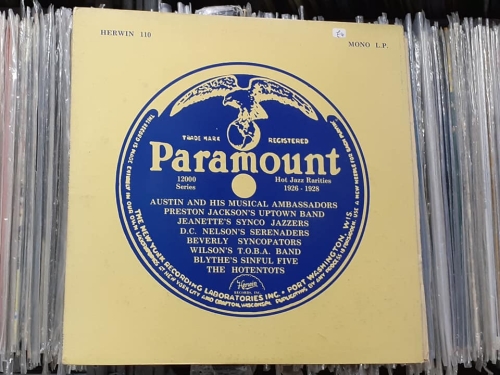 HERWIN 110
MONO L.P.
TRADE MARK REGISTERED
Paramount
12000
Series
Hot Jazz Rarities
1926 - 1928
AUSTIN AND HIS MUSICAL AMBASSADORS
PRESTON JACKSON'S UPTOWN BAND
JEANETTE'S SYNCO JAZZERS
D.C. NELSON'S SERENADERS
BEVERLY SYNCOPATORS
WILSON'S T.O.B.A. BAND
BLYTHE'S SINFUL FIVE
THE HOTENTOTS
Herwin
RECORDS, INC.
THE NEW YORK RECORDING LABORATORIES INC. • PORT WASHINGTON, WIS.